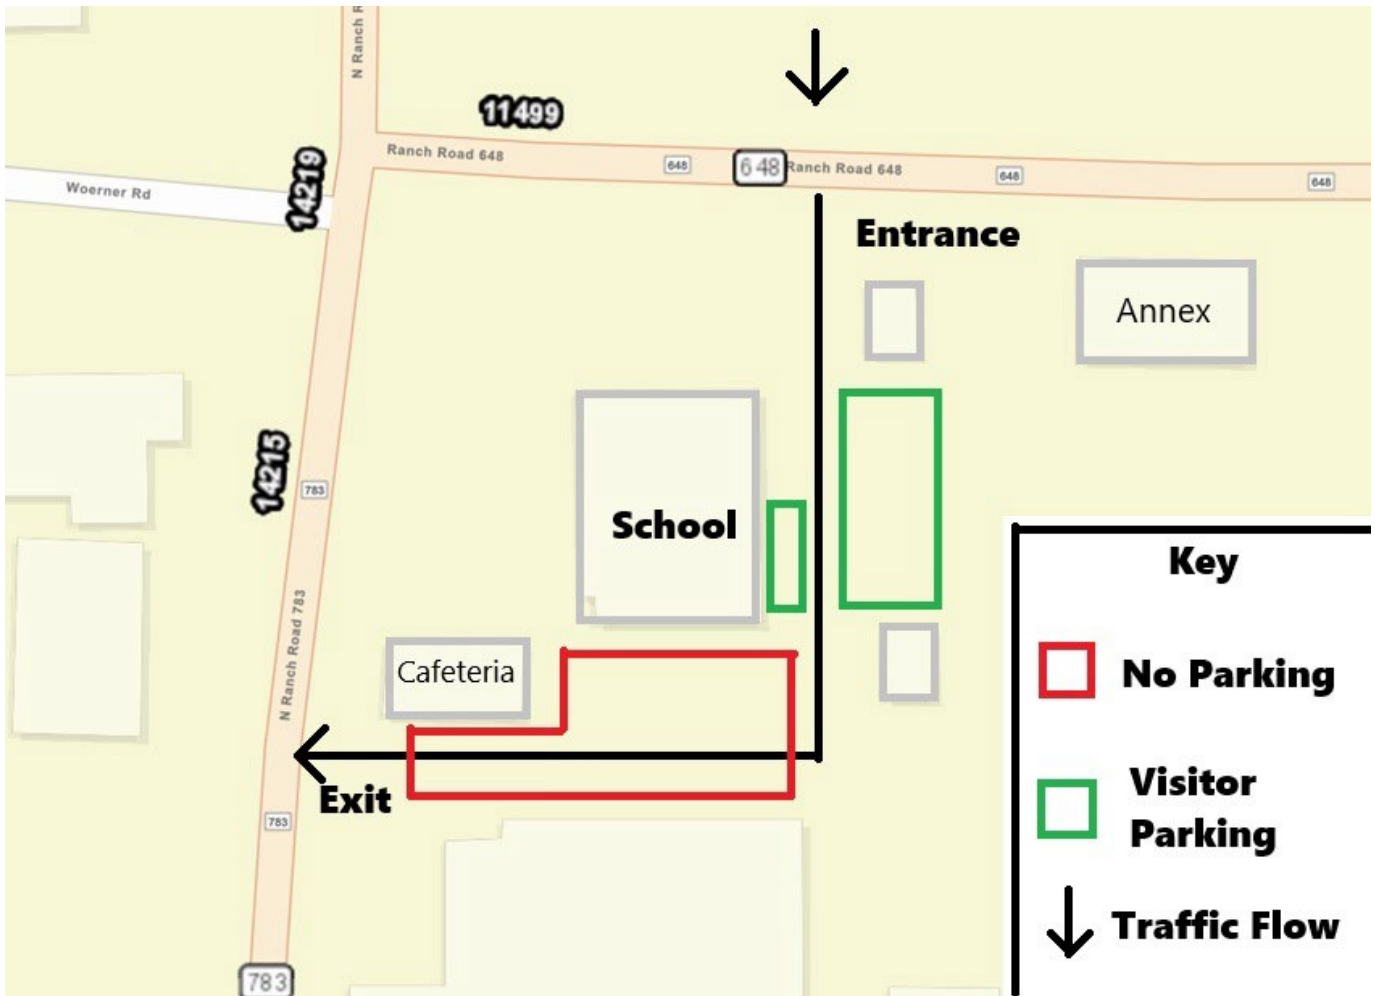 N Ranch R
11499
Ranch Road 648
648
648
Ranch Road 648
648
648
14219
Woerner Rd
Entrance
Annex
14215
783
School
Key
N Ranch Road 783
Cafeteria
No Parking
Exit
783
Visitor
Parking
Traffic Flow
783